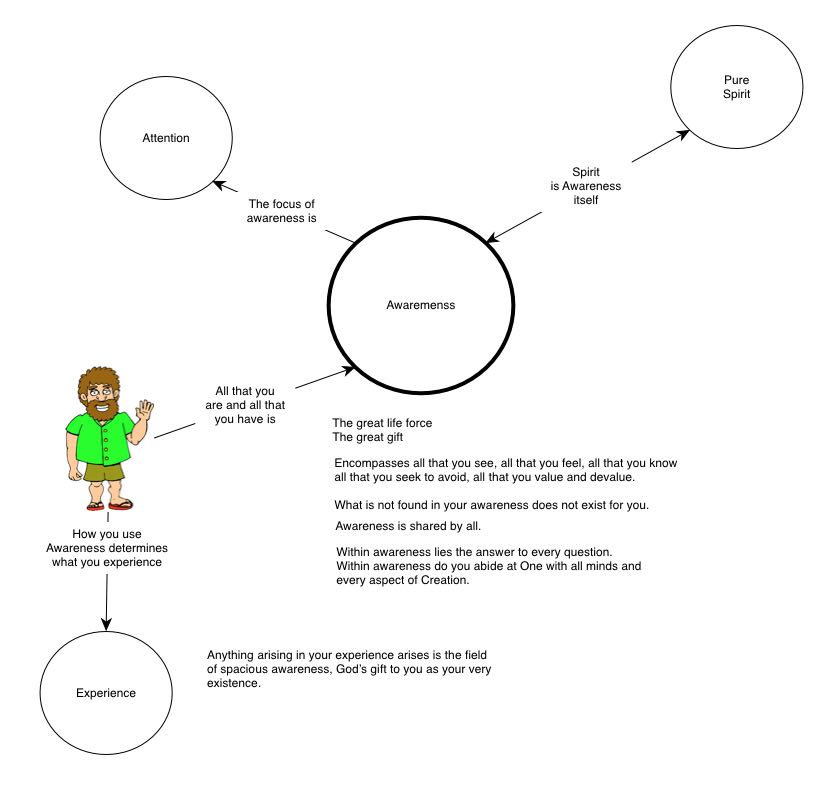 Pure
Spirit
Attention
Spirit
is Awareness
itself
The focus of
awareness is
Awaremenss
All that you
are and all that
you have is
The great life force
The great gift
Encompasses all that you see, all that you feel, all that you know
all that you seek to avoid, all that you value and devalue.
What is not found in your awareness does not exist for you.
Awareness is shared by all.
How you use
Awareness determines
what you experience
Within awareness lies the answer to every question.
Within awareness do you abide at One with all minds and
every aspect of Creation.
Anything arising in your experience arises is the field
of spacious awareness, God's gift to you as your very
existence.
Experience